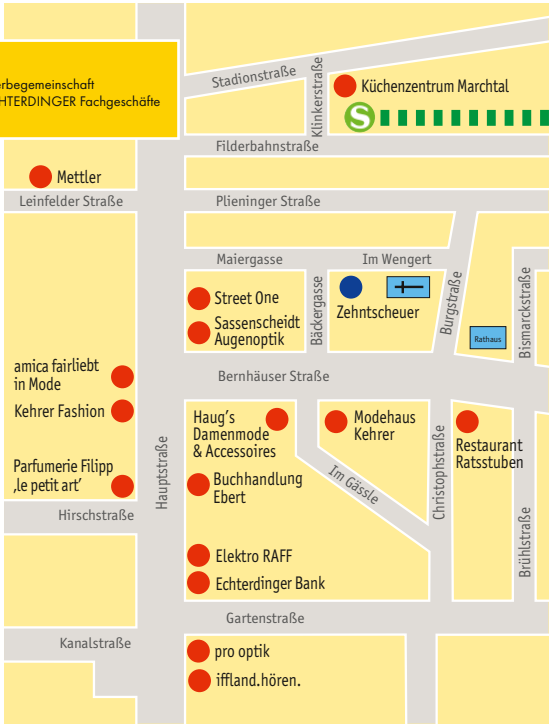 Stadionstraße
Klinkerstraße
Küchenzentrum Marchtal
S
HTERDINGER Fachgeschäfte
Filderbahnstraße
Mettler
Leinfelder Straße
Plieninger Straße
Maiergasse
Im Wengert
Street One
Sassenscheidt
Augenoptik
Bäckergasse
Zehntscheuer
Burgstraße
Rathaus
Bismarckstraße
Bernhäuser Straße
amica fairliebt
in Mode
Kehrer Fashion
Parfumerie Filipp
‚le petit art’
Hauptstraße
Hirschstraße
Haug's
Damenmode
& Accessoires
Modehaus
Kehrer
Im Gässle
Christophstraße
Restaurant
Ratsstuben
Brühlstraße
Buchhandlung
Ebert
Elektro RAFF
Echterdinger Bank
Gartenstraße
Kanalstraße
pro optik
iffland.hören.